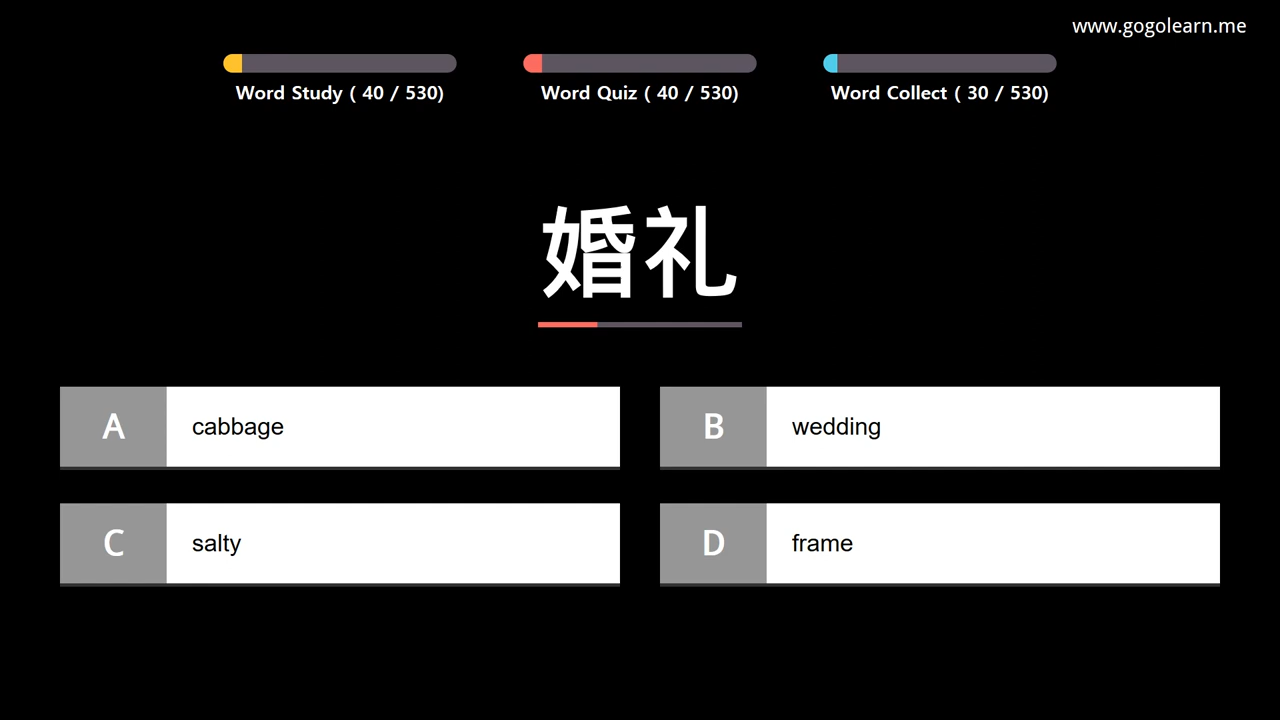 www.gogolearn.me
Word Study ( 40 / 530)
Word Quiz ( 40 / 530)
Word Collect ( 30 / 530)
婚礼
A cabbage
B wedding
C salty
D frame